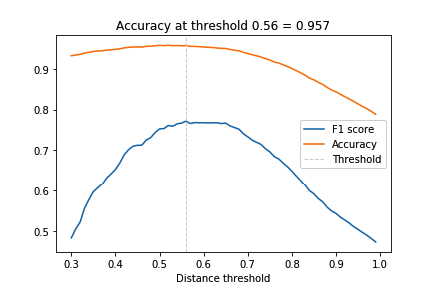 Accuracy at threshold 0.56 = 0.957
0.9
0.8
0.7
0.6
0.5
F1 score
Accuracy
Threshold
0.3 0.4 0.5 0.6 0.7 0.8 0.9 1.0
Distance threshold